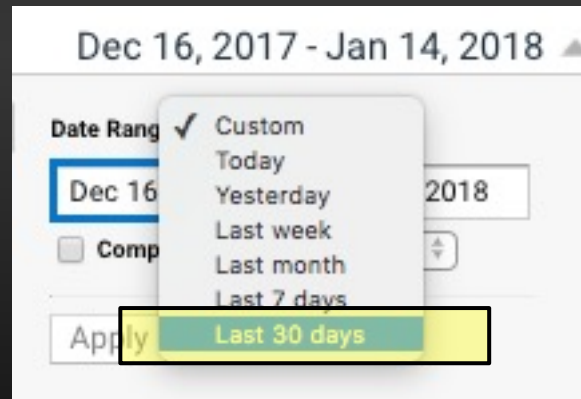 Dec 16, 2017 - Jan 14, 2018
Date Rang
✓ Custom
Today
Dec 16
Yesterday
2018
Last week
Comp
Last month
Last 7 days
Apply
Last 30 days